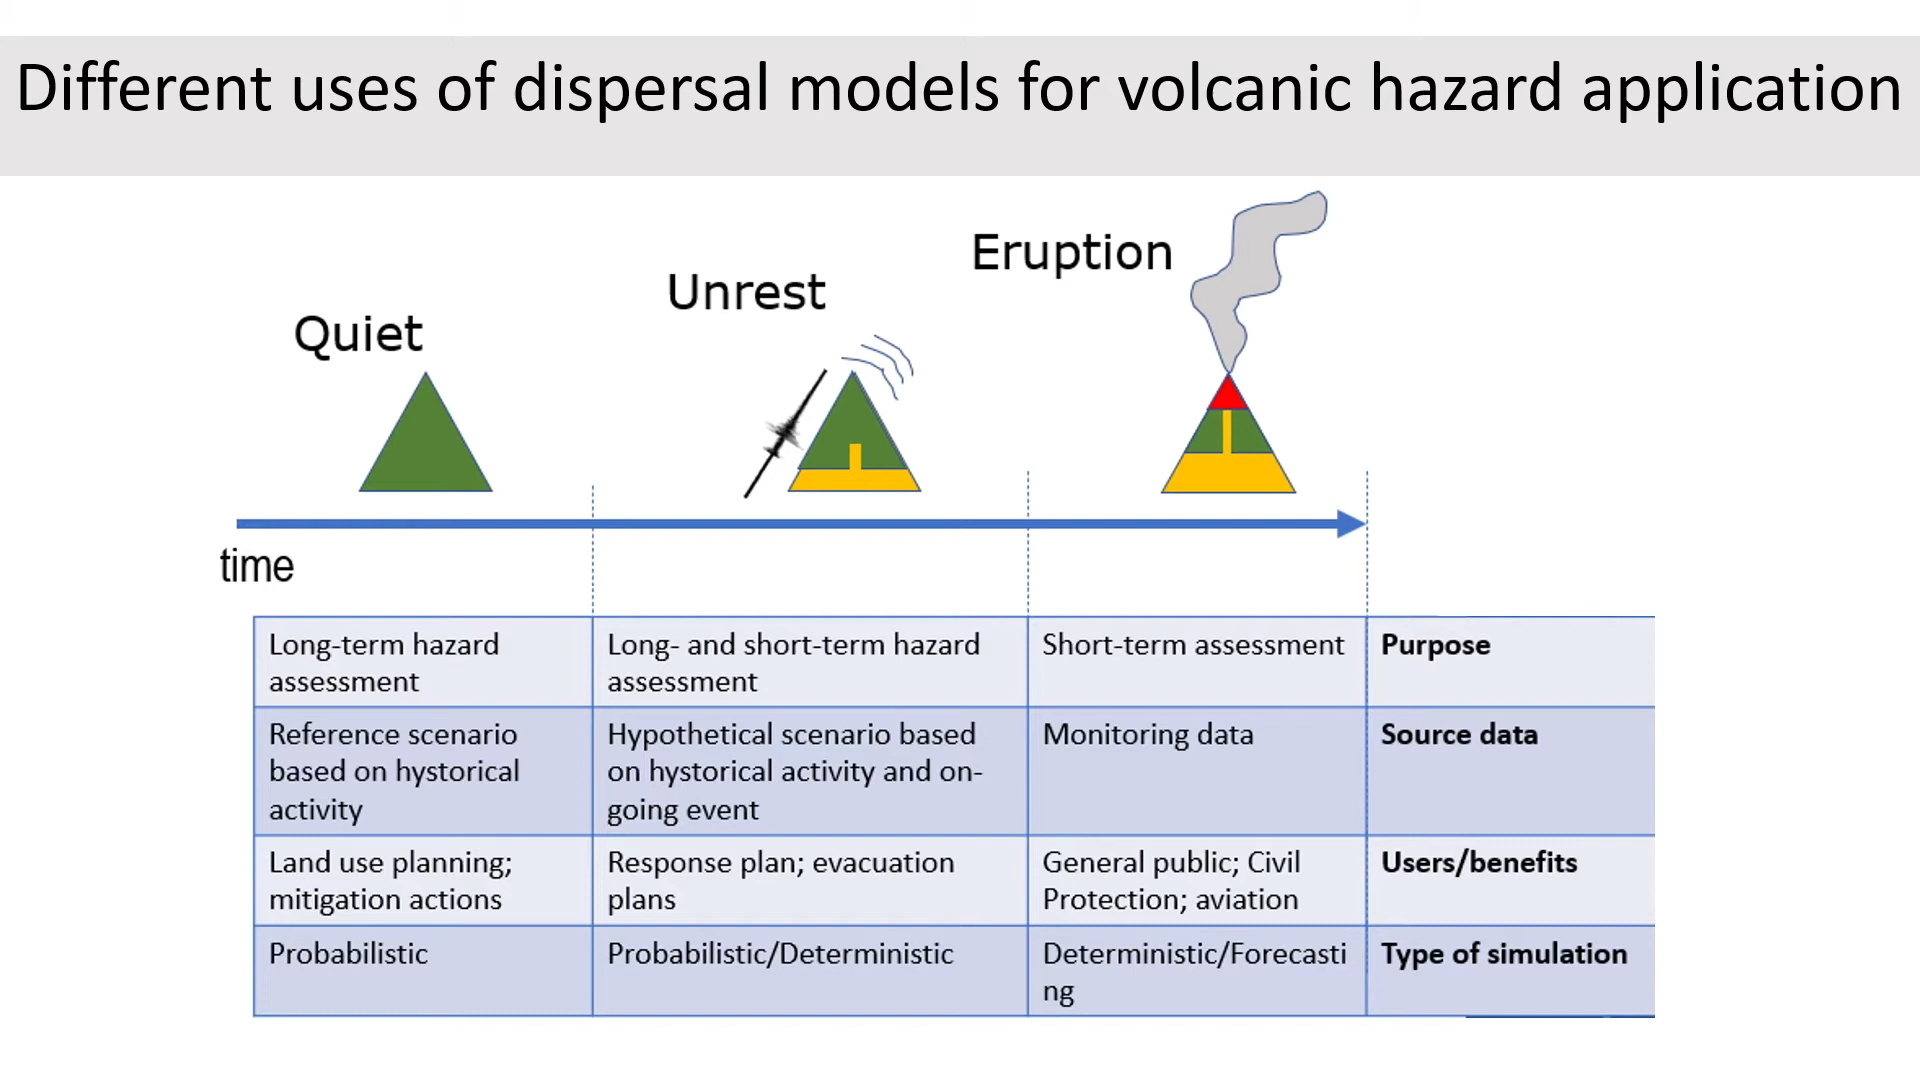 Different uses of dispersal models for volcanic hazard application
Eruption
Unrest
Quiet
time
Long-term hazard
assessment
Long- and short-term hazard
assessment
Short-term assessment
Purpose
Reference scenario
based on hystorical
activity
Hypothetical scenario based
on hystorical activity and on-
going event
Monitoring data
Source data
Land use planning;
mitigation actions
Response plan; evacuation
plans
General public; Civil
Protection; aviation
Users/benefits
Probabilistic
Probabilistic/Deterministic
Deterministic/Forecasti
ng
Type of simulation